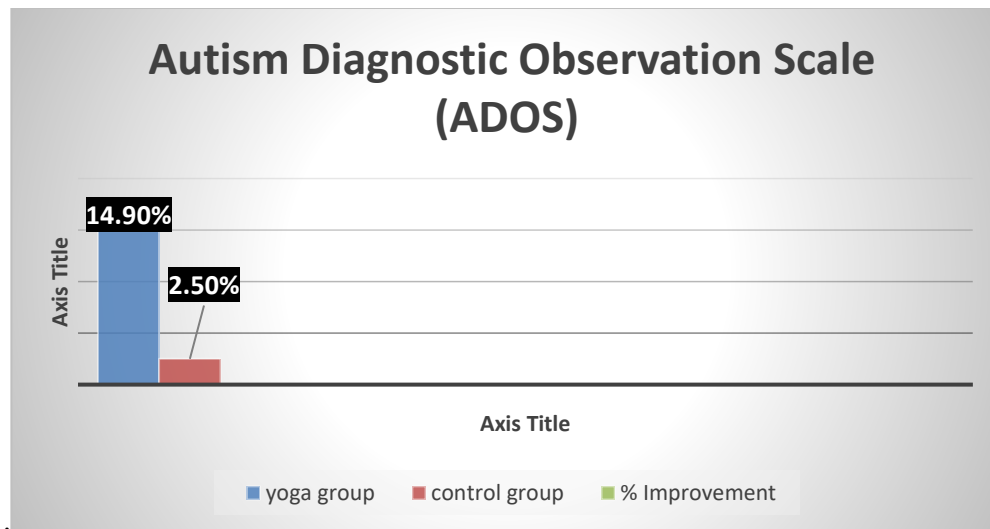 Autism Diagnostic Observation Scale
(ADOS)
14.90%
2.50%
Axis Title
Axis Title
yoga group control group % Improvement
.